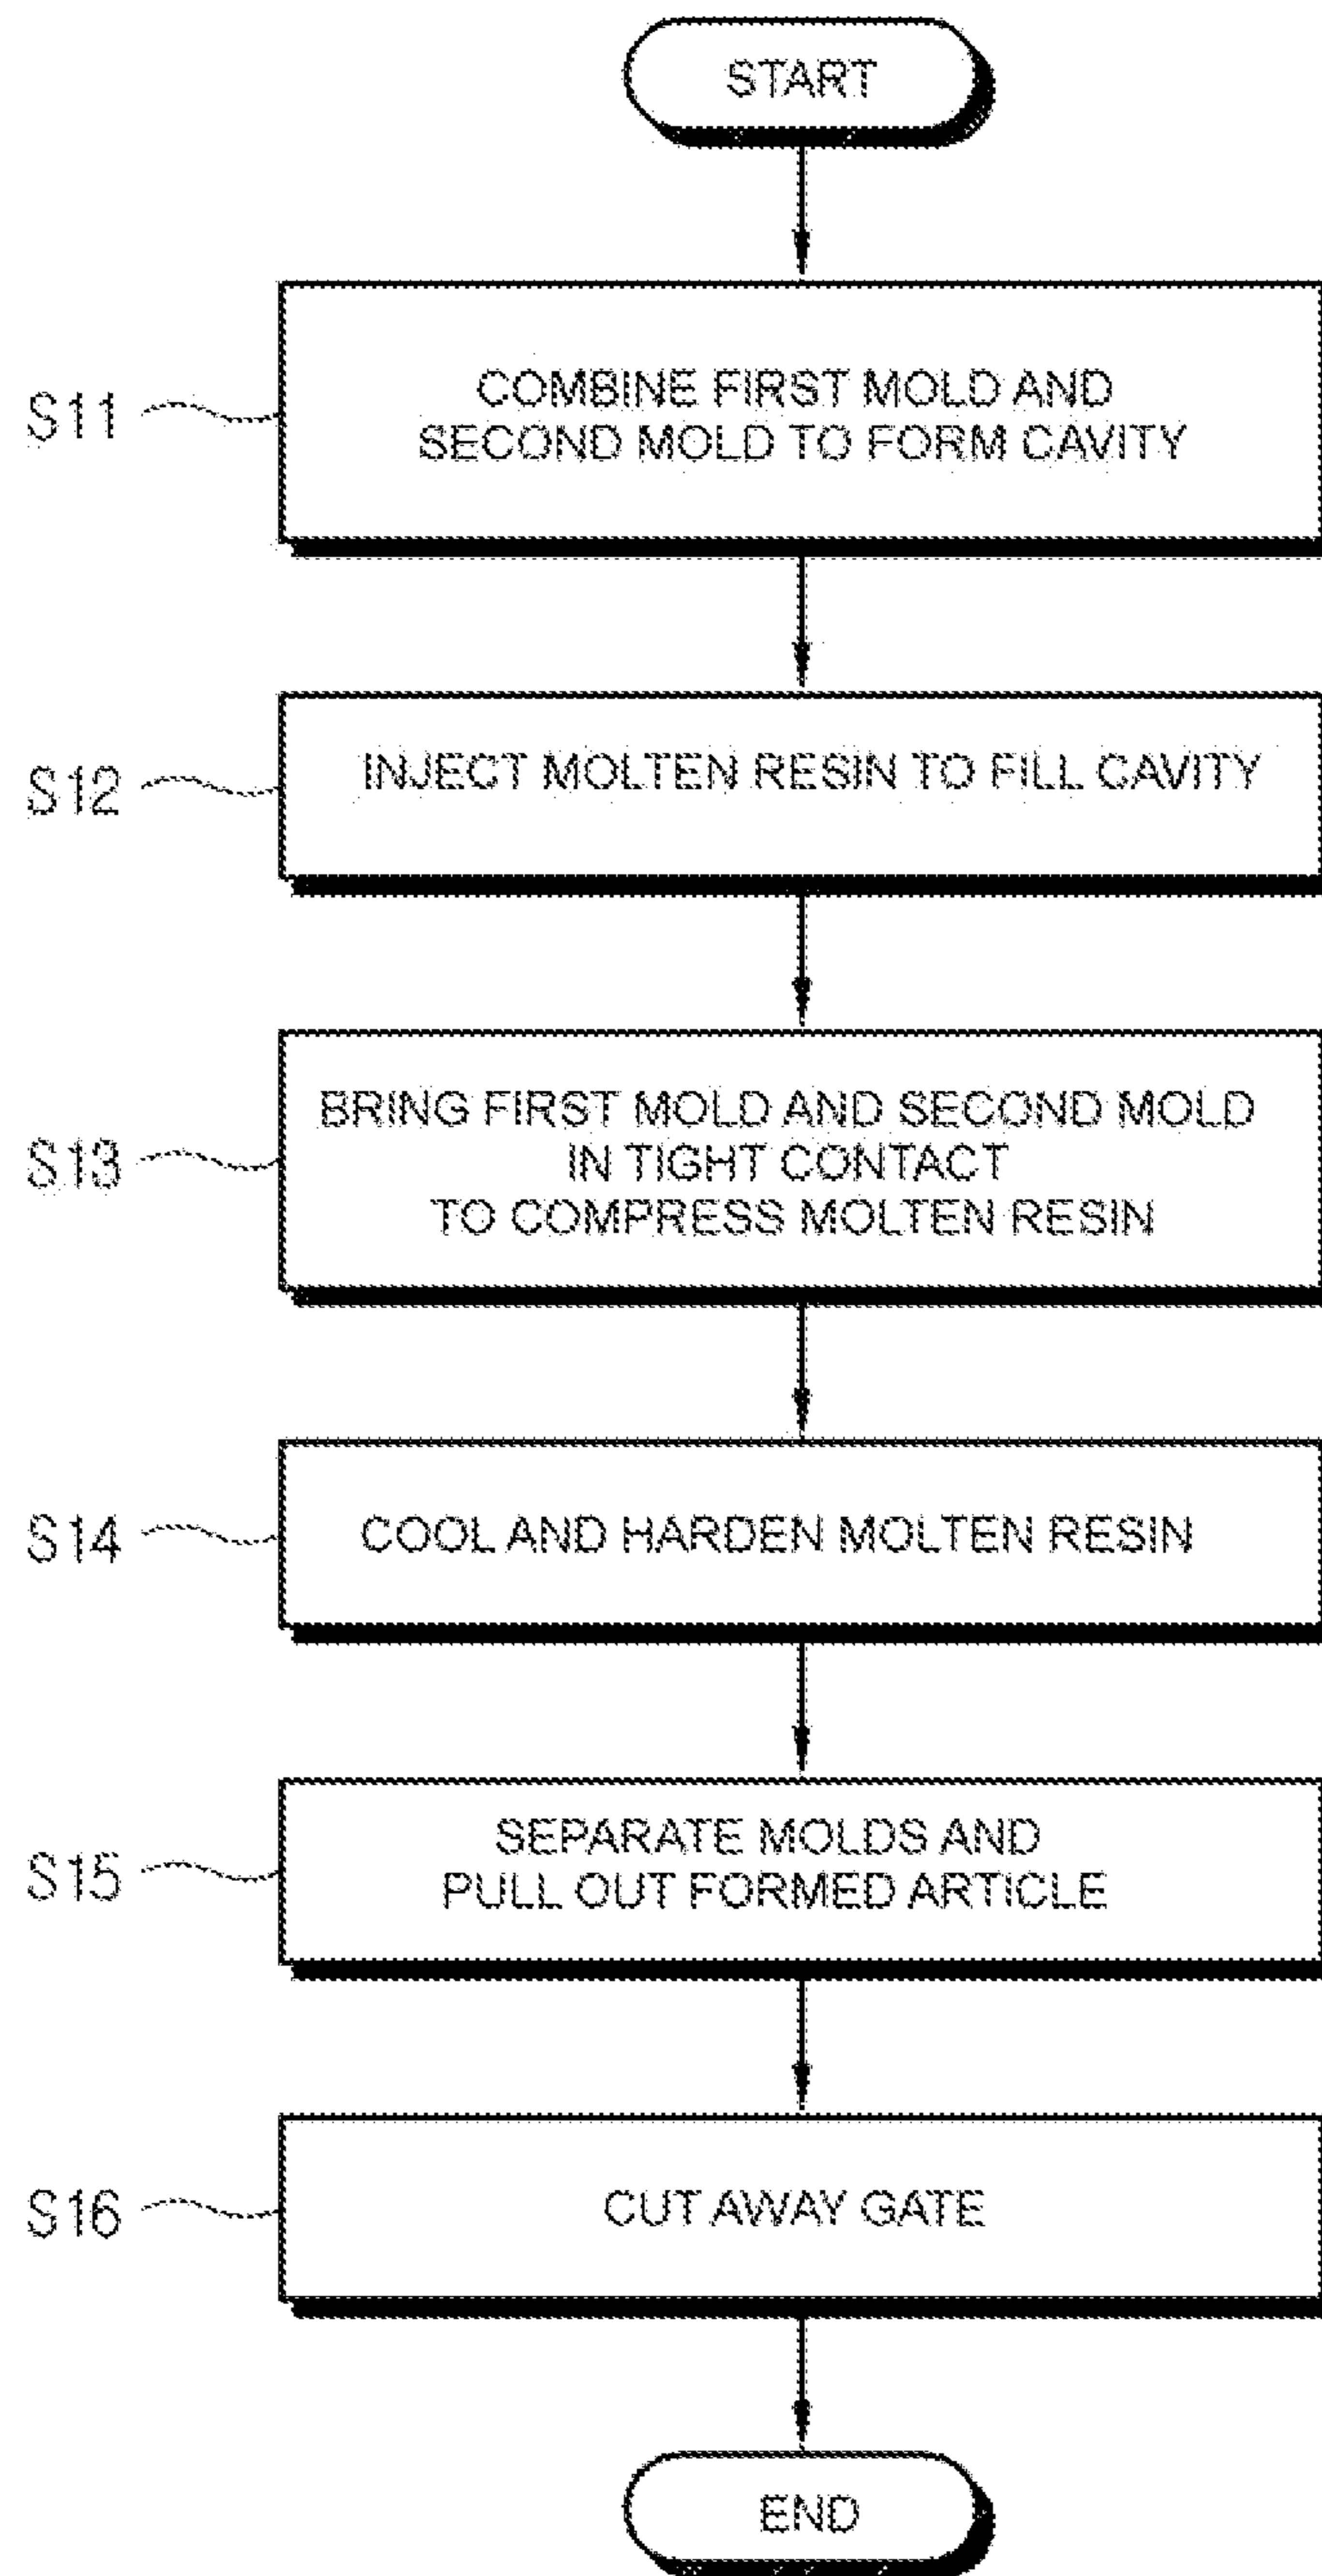 START
S11
COMBINE FIRST MOLD AND
SECOND MOLD TO FORM CAVITY
S12
INJECT MOLTEN RESIN TO FILL CAVITY
S13
BRING FIRST MOLD AND SECOND MOLD
IN TIGHT CONTACT
TO COMPRESS MOLTEN RESIN
S14
COOL AND HARDEN MOLTEN RESIN
S15
SEPARATE MOLDS AND
PULL OUT FORMED ARTICLE
S16
CUT AWAY GATE
END